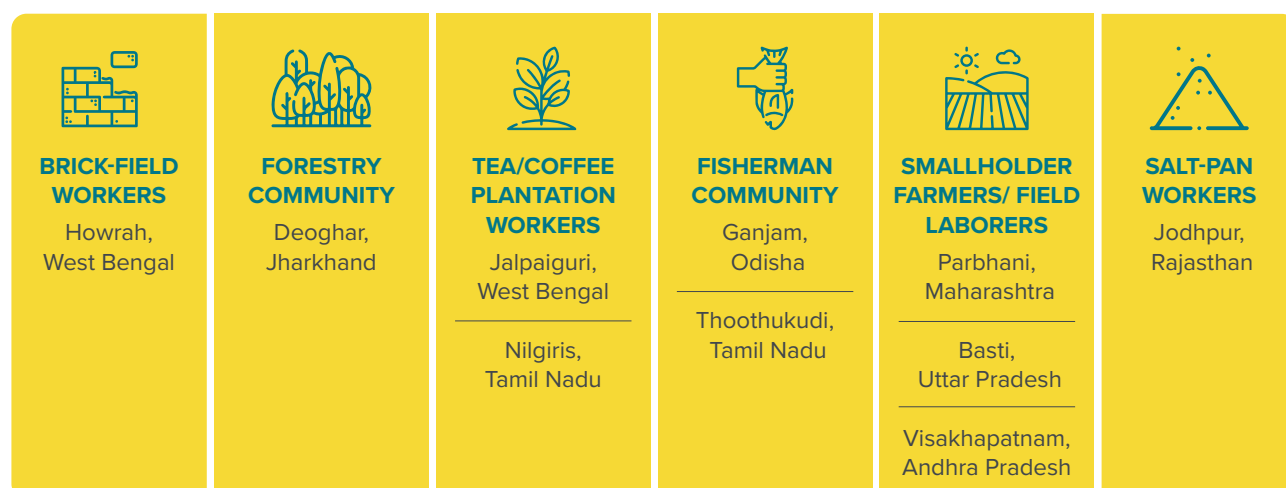 BRICK-FIELD
WORKERS
Howrah,
West Bengal
FORESTRY
COMMUNITY
Deoghar,
Jharkhand
TEA/COFFEE
PLANTATION
WORKERS
Jalpaiguri,
West Bengal
Nilgiris,
Tamil Nadu
FISHERMAN
COMMUNITY
Ganjam,
Odisha
Thoothukudi,
Tamil Nadu
SMALLHOLDER
FARMERS/ FIELD
LABORERS
Parbhani,
Maharashtra
Basti,
Uttar Pradesh
Visakhapatnam,
Andhra Pradesh
SALT-PAN
WORKERS
Jodhpur,
Rajasthan